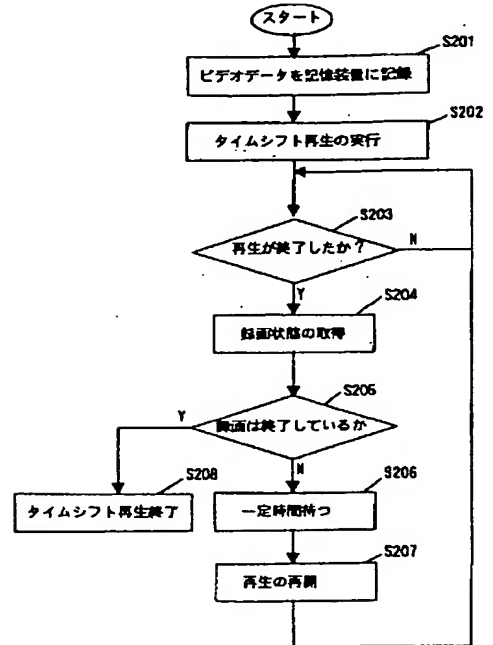 スタート
S201
ビデオデータを記憶装置に記録
S202
タイムシフト再生の実行
S203
再生が終了したか?
N
Y
S204
録画状態の取得
S205
録画は終了しているか
Y
N
S208
タイムシフト再生終了
S206
一定時間待つ
S207
再生の再開